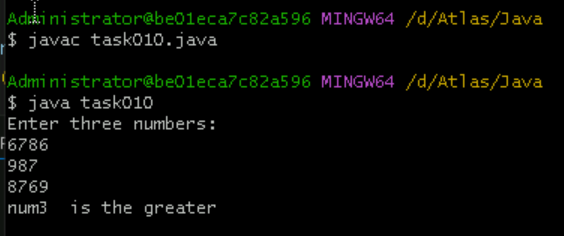 Administrator@be01eca7c82a596 MINGW64 /d/Atlas/Java
$ javac task010.java
Administrator@be01eca7c82a596 MINGW64 /d/Atlas/Java
$ java task010
Enter three numbers:
6786
987
8769
num3  is the greater